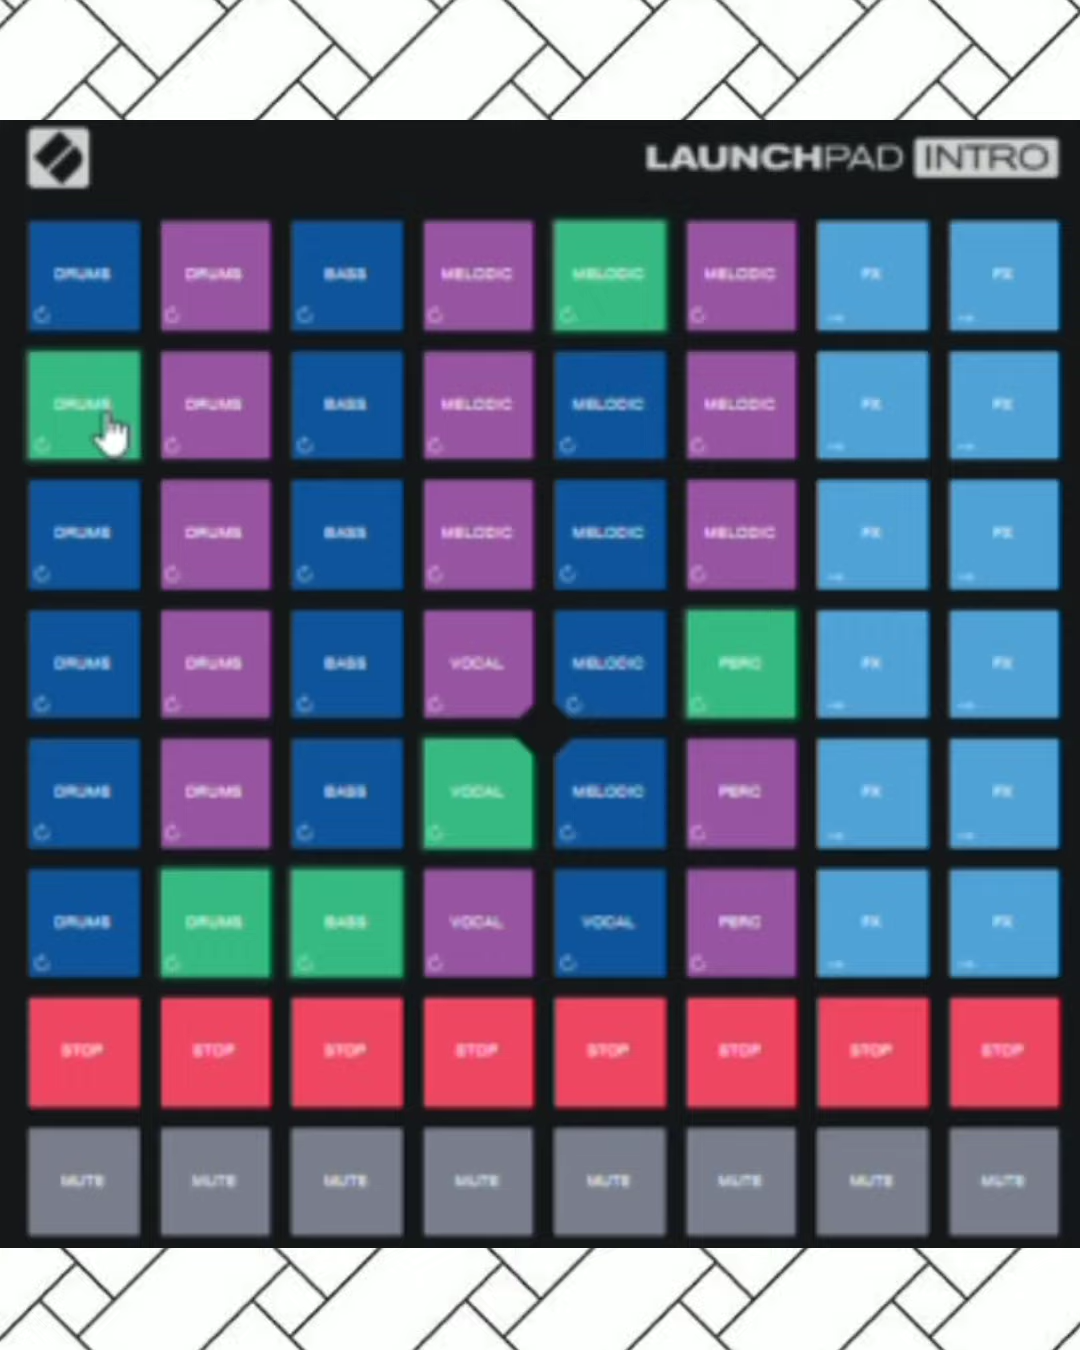 LAUNCHPAD INTRO
DRUMS DRUMS BASS MELODIC MELODIC MELODIC FX FX
DRUMS DRUMS BASS MELODIC MELODIC MELODIC FX FX
DRUMS DRUMS BASS MELODIC MELODIC MELODIC FX FX
DRUMS DRUMS BASS VOCAL MELODIC PERC FX FX
DRUMS DRUMS BASS VOCAL MELODIC PERC FX FX
DRUMS DRUMS BASS VOCAL VOCAL PERC FX FX
STOP STOP STOP STOP STOP STOP STOP STOP
MUTE MUTE MUTE MUTE MUTE MUTE MUTE MUTE